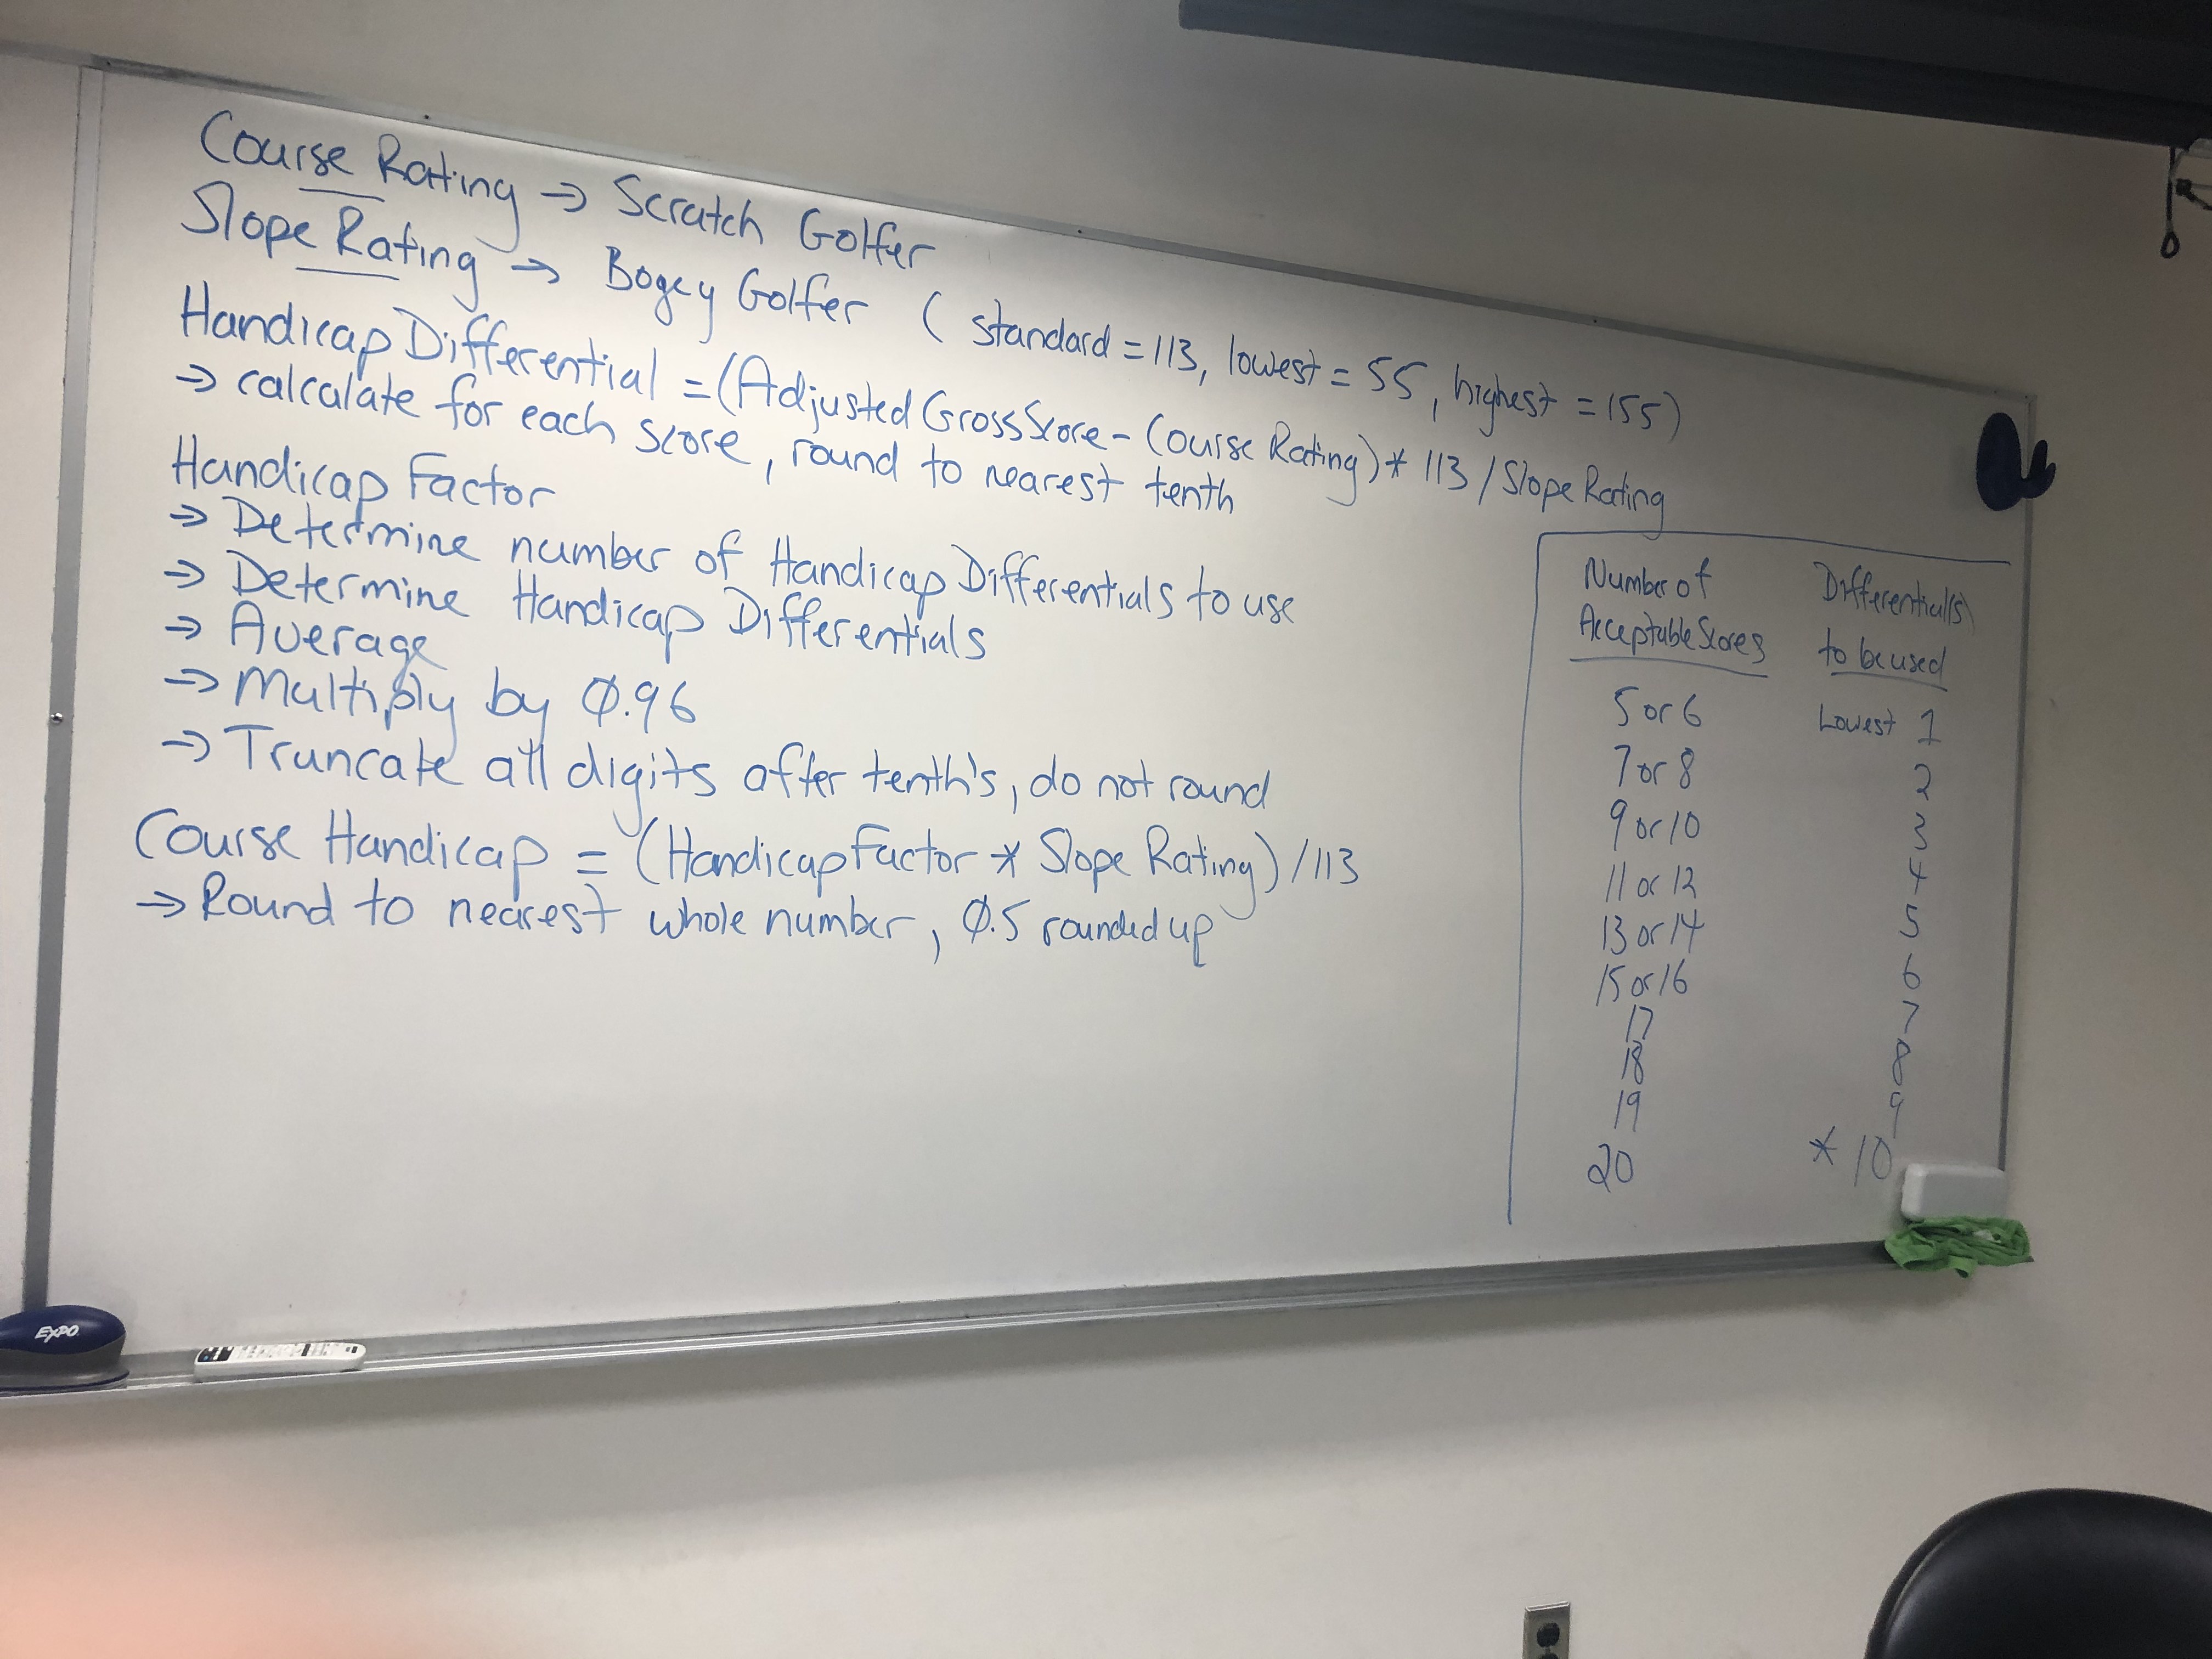 Course Rating → Scratch Golfer
Slope Rating → Bogey Golfer ( standard = 113, lowest = 55, highest = 155)
Handicap Differential = (Adjusted Gross Score - Course Rating) * 113 / Slope Rating
→ calculate for each score, round to nearest tenth
Handicap Factor
→ Determine number of Handicap Differentials to use
→ Determine Handicap Differentials
→ Average
→ Multiply by 0.96
→ Truncate all digits after tenth's, do not round
Course Handicap = (Handicap Factor * Slope Rating) / 113
→ Round to nearest whole number, 0.5 rounded up
Number of Differential(s)
Acceptable Scores to be used
5 or 6 Lowest 1
7 or 8 2
9 or 10 3
11 or 12 4
13 or 14 5
15 or 16 6
17 7
18 8
19 9
20 * 10
EXPO